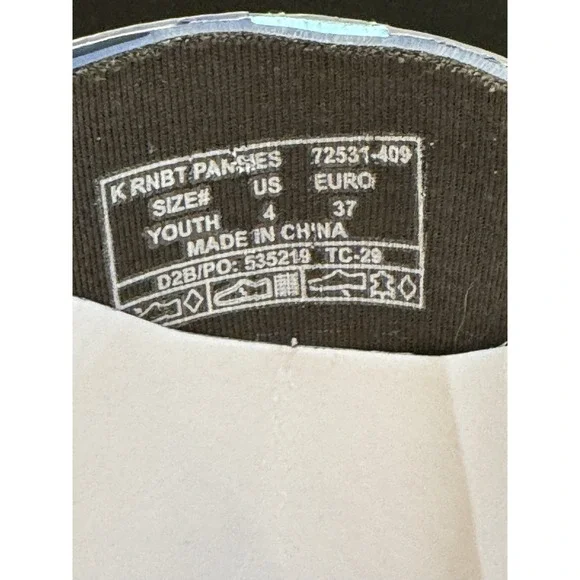 K RNBT PANSIES 72531-409
SIZE# US EURO
YOUTH 4 37
MADE IN CHINA
D2B/PO: 535219 TC-29